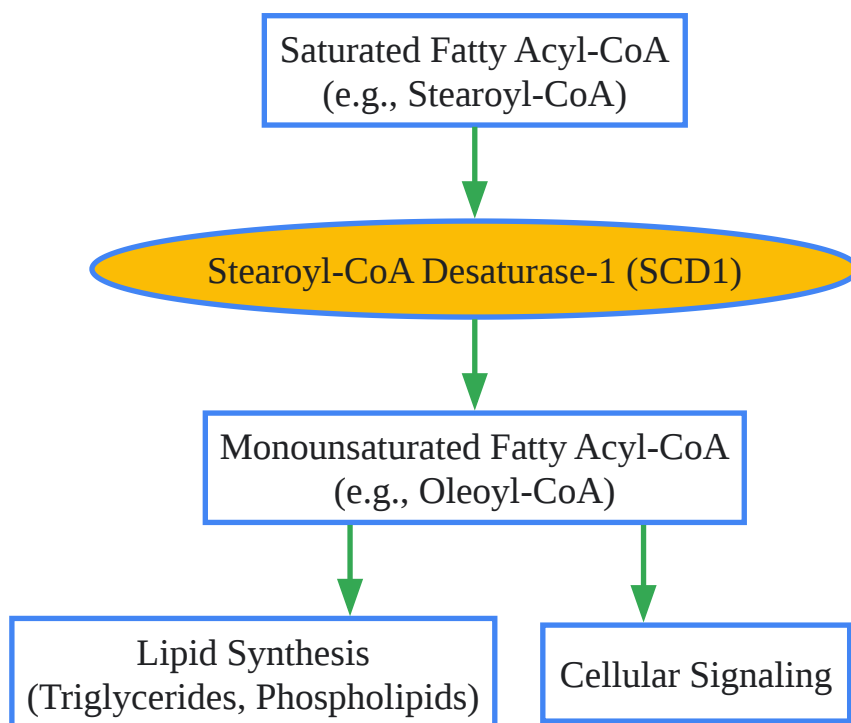 Saturated Fatty Acyl-CoA
(e.g., Stearoyl-CoA)
Stearoyl-CoA Desaturase-1 (SCD1)
Monounsaturated Fatty Acyl-CoA
(e.g., Oleoyl-CoA)
Lipid Synthesis
(Triglycerides, Phospholipids)
Cellular Signaling